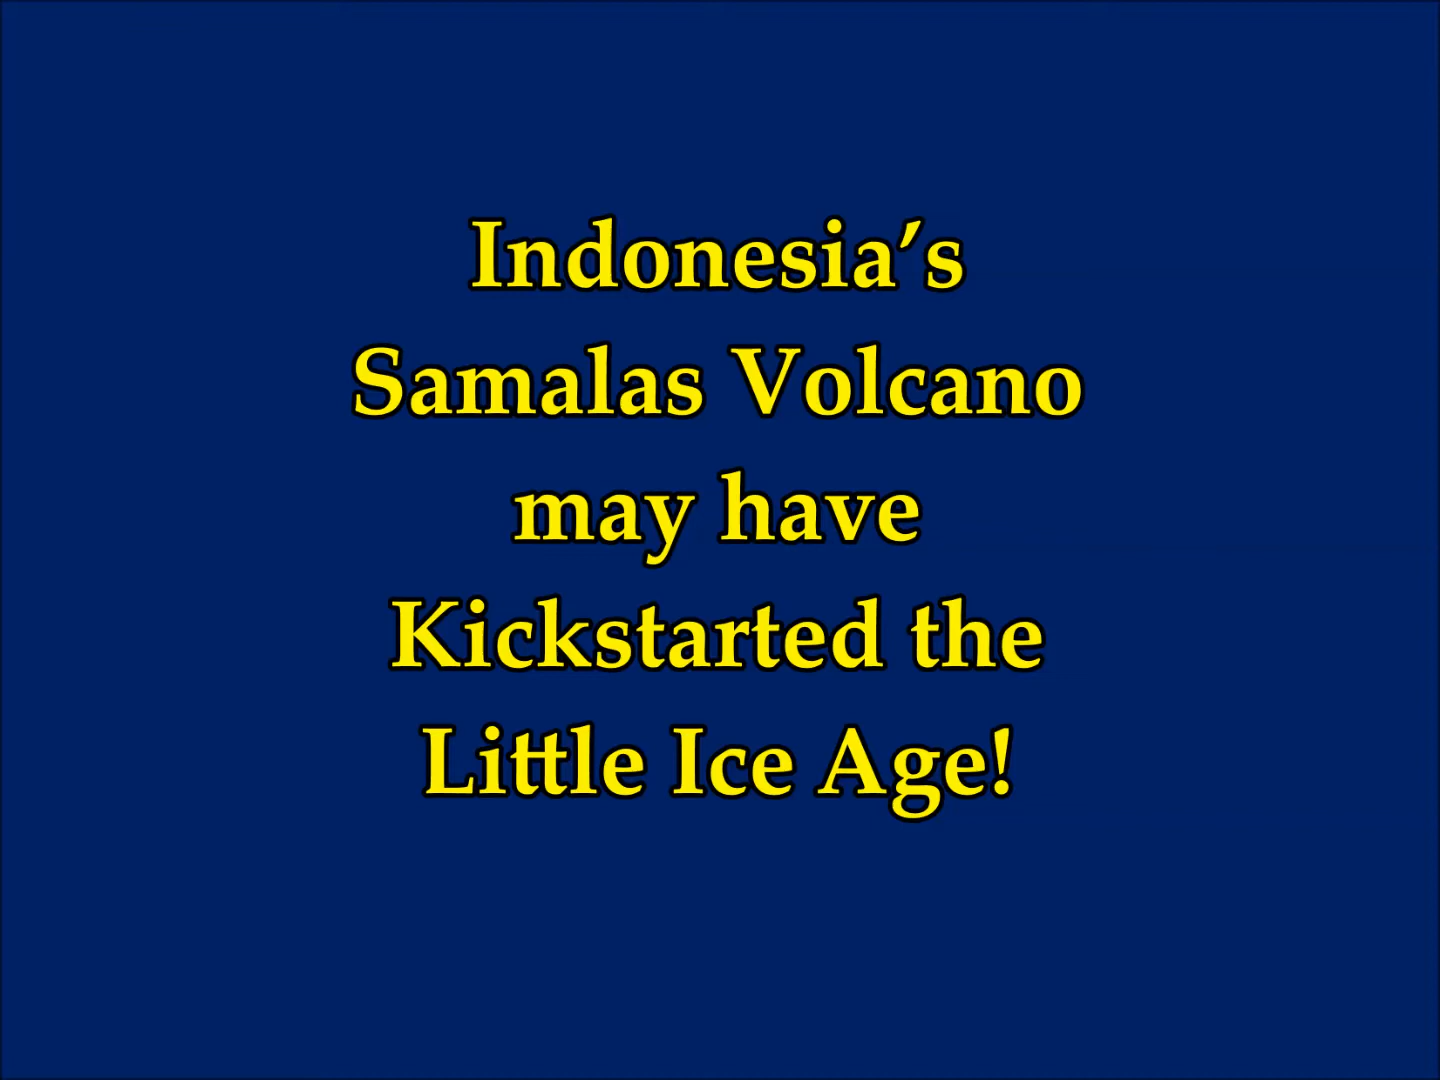 Indonesia’s
Samalas Volcano
may have
Kickstarted the
Little Ice Age!